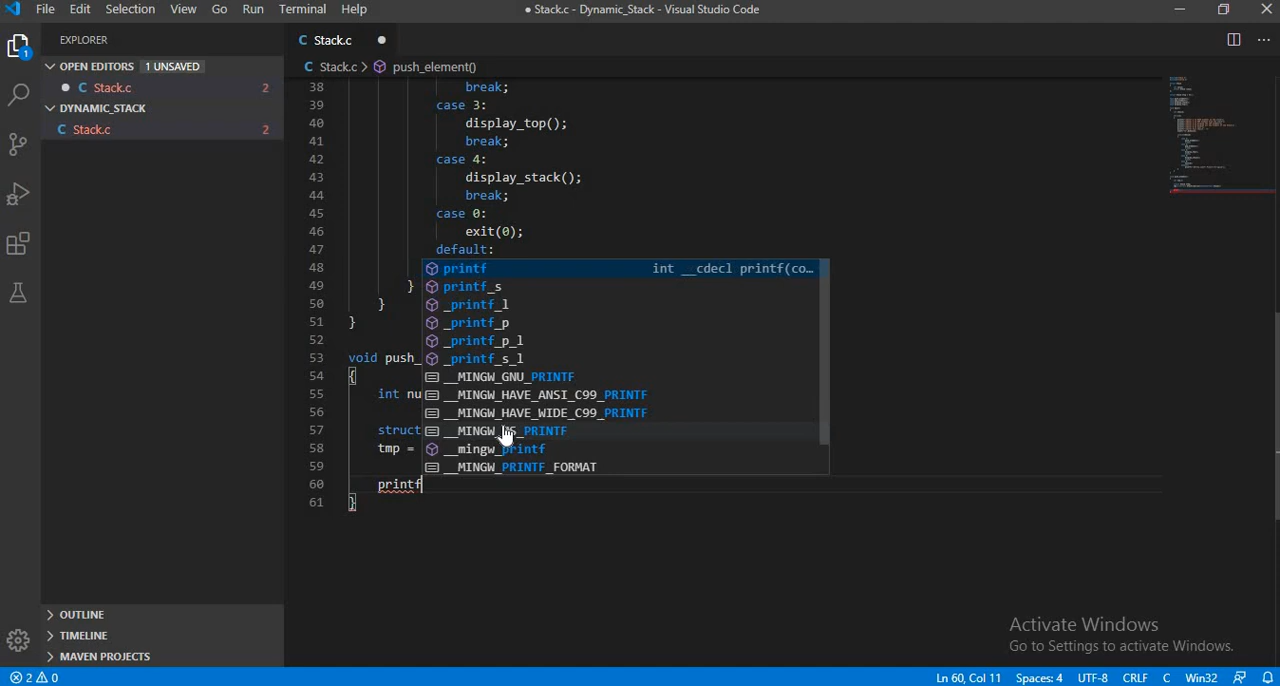 File Edit Selection View Go Run Terminal Help
● Stack.c - Dynamic_Stack - Visual Studio Code
EXPLORER
OPEN EDITORS 1 UNSAVED
C Stack.c 2
DYNAMIC_STACK
C Stack.c 2
OUTLINE
TIMELINE
MAVEN PROJECTS
1
C Stack.c ●
C Stack.c > push_element()
38 break;
39 case 3:
40 display_top();
41 break;
42 case 4:
43 display_stack();
44 break;
45 case 0:
46 exit(0);
47 default:
48
49 }
50 }
51 }
52
53 void push_
54 {
55 int nu
56
57 struct
58 tmp =
59
60 printf
61 }
printf int __cdecl printf(co…
printf_s
_printf_l
_printf_p
_printf_p_l
_printf_s_l
__MINGW_GNU_PRINTF
__MINGW_HAVE_ANSI_C99_PRINTF
__MINGW_HAVE_WIDE_C99_PRINTF
__MINGW_ S_PRINTF
__mingw_printf
__MINGW_PRINTF_FORMAT
Activate Windows
Go to Settings to activate Windows.
2 0
Ln 60, Col 11 Spaces: 4 UTF-8 CRLF C Win32